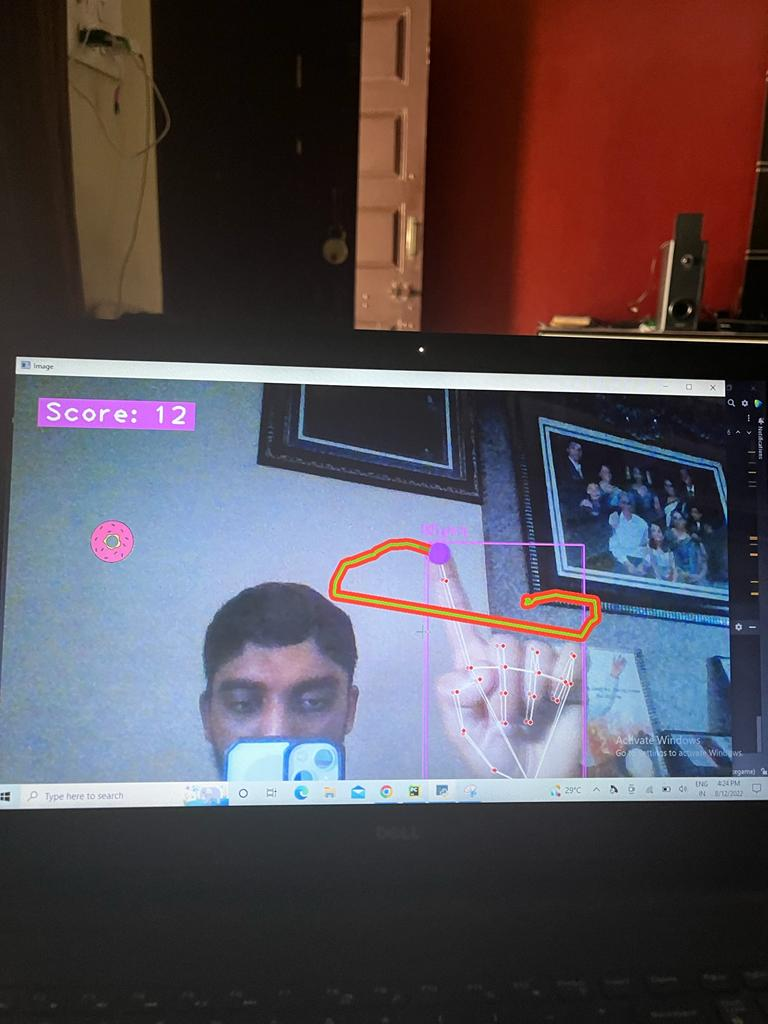 Image
Score: 12
Notifications
Activate Windows
Go to Settings to activate Windows.
Type here to search
29°C
ENG
IN
4:24 PM
8/12/2022
DELL